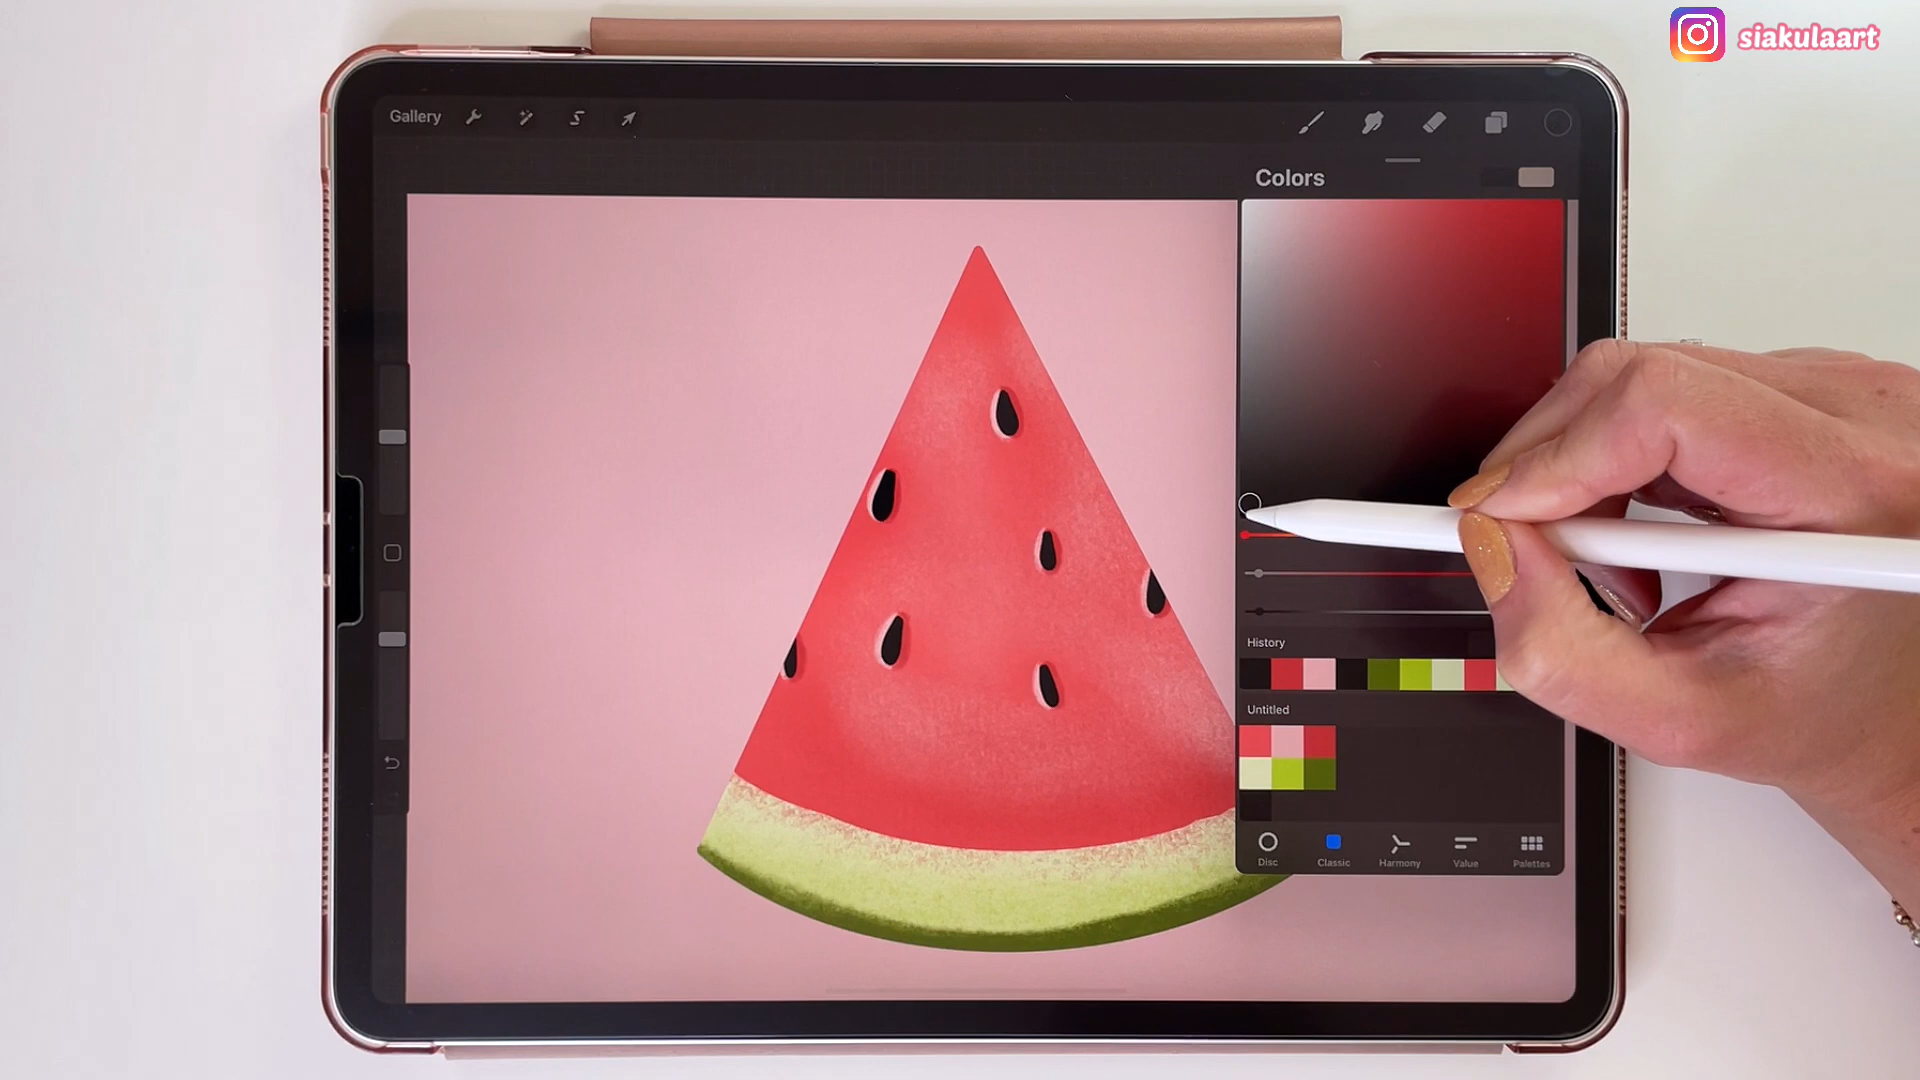 siakulaart
Gallery
Colors
History
Untitled
Disc
Classic
Harmony
Value
Palettes